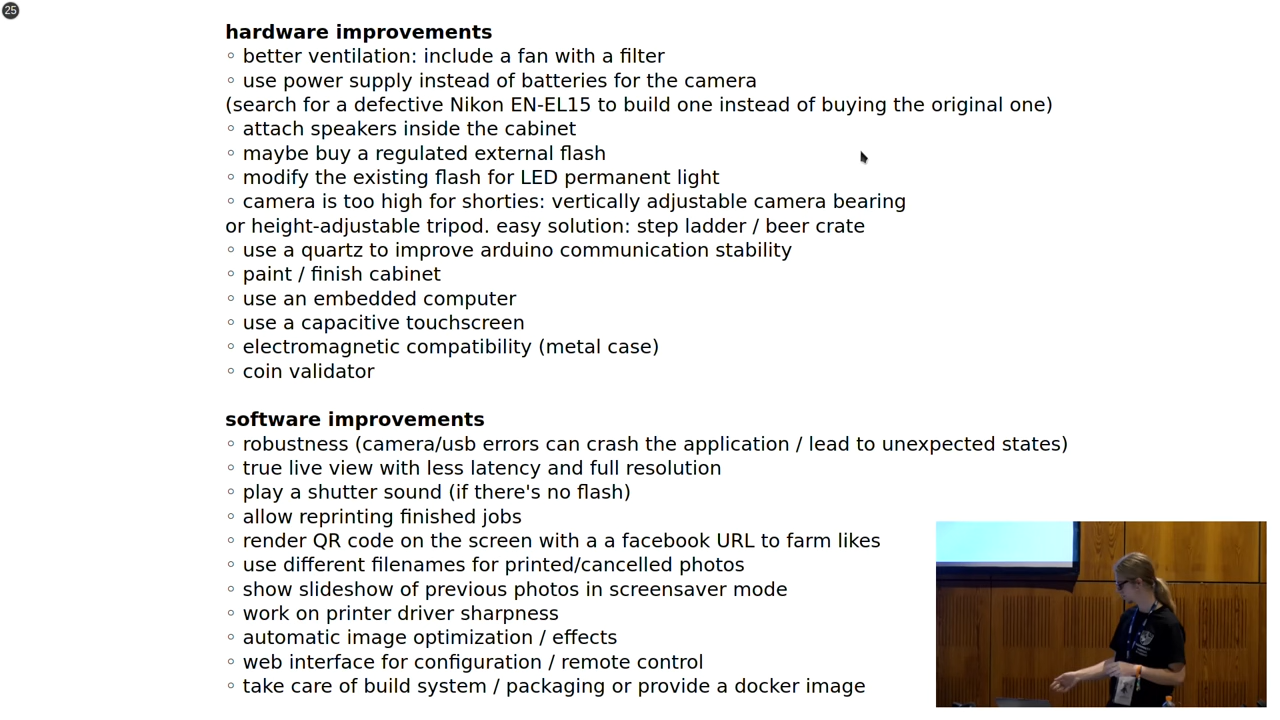 25
hardware improvements
◦ better ventilation: include a fan with a filter
◦ use power supply instead of batteries for the camera
(search for a defective Nikon EN-EL15 to build one instead of buying the original one)
◦ attach speakers inside the cabinet
◦ maybe buy a regulated external flash
◦ modify the existing flash for LED permanent light
◦ camera is too high for shorties: vertically adjustable camera bearing
or height-adjustable tripod. easy solution: step ladder / beer crate
◦ use a quartz to improve arduino communication stability
◦ paint / finish cabinet
◦ use an embedded computer
◦ use a capacitive touchscreen
◦ electromagnetic compatibility (metal case)
◦ coin validator
software improvements
◦ robustness (camera/usb errors can crash the application / lead to unexpected states)
◦ true live view with less latency and full resolution
◦ play a shutter sound (if there's no flash)
◦ allow reprinting finished jobs
◦ render QR code on the screen with a a facebook URL to farm likes
◦ use different filenames for printed/cancelled photos
◦ show slideshow of previous photos in screensaver mode
◦ work on printer driver sharpness
◦ automatic image optimization / effects
◦ web interface for configuration / remote control
◦ take care of build system / packaging or provide a docker image